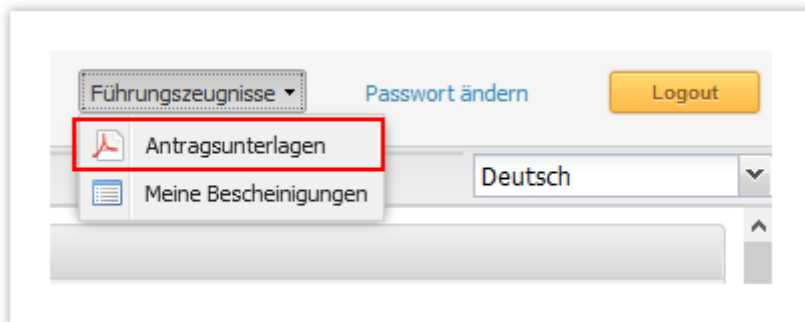 Führungszeugnisse
Passwort ändern
Logout
Antragsunterlagen
Deutsch
Meine Bescheinigungen